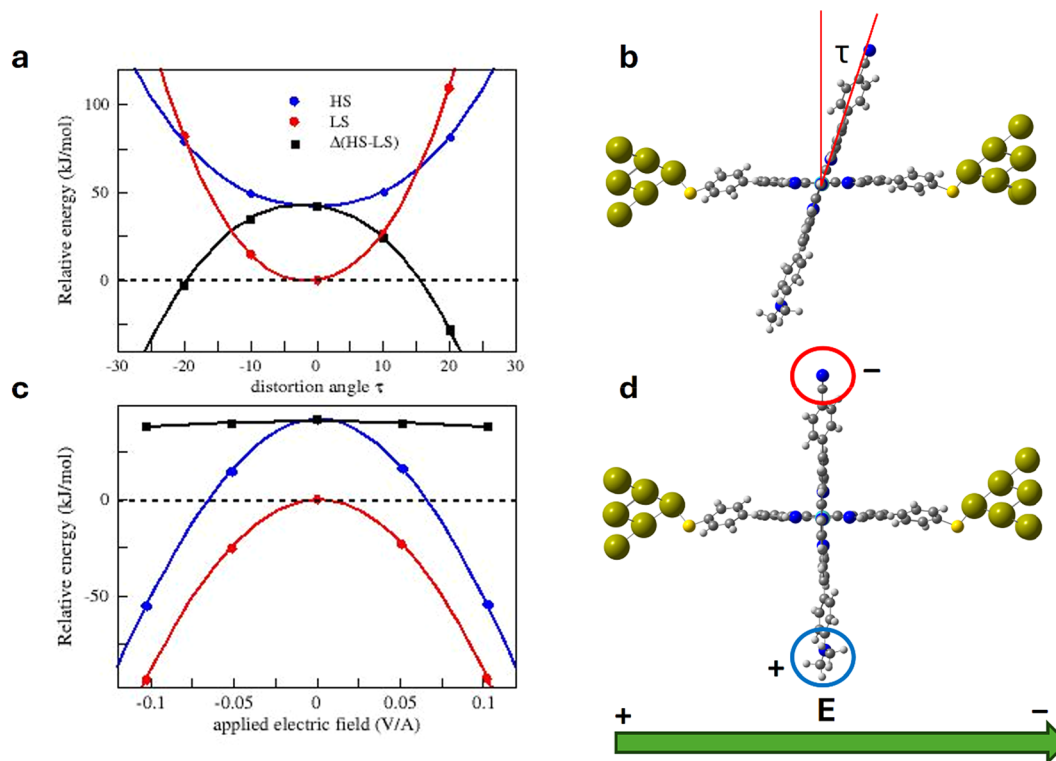 a
Relative energy (kJ/mol)
100
50
0
HS
LS
Δ(HS-LS)
-30 -20 -10 0 10 20 30
distortion angle τ
b
τ
c
Relative energy (kJ/mol)
0
-50
-0.1 -0.05 0 0.05 0.1
applied electric field (V/A)
d
−
+
E
+ −